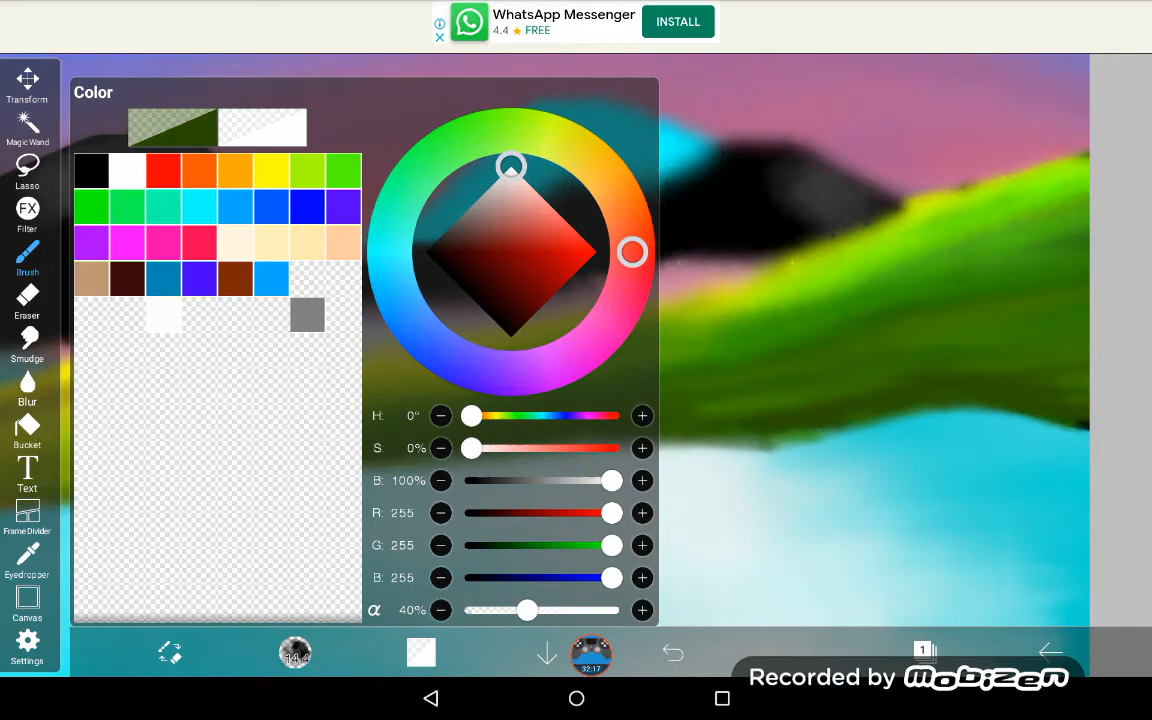 WhatsApp Messenger
4.4 ★ FREE
INSTALL
Color
Transform
Magic Wand
Lasso
FX
Filter
Brush
Eraser
Smudge
Blur
Bucket
T
Text
Frame Divider
Eyedropper
Canvas
Settings
H: 0°
S: 0%
B: 100%
R: 255
G: 255
B: 255
α 40%
14.4
32:17
1
Recorded by mobizen